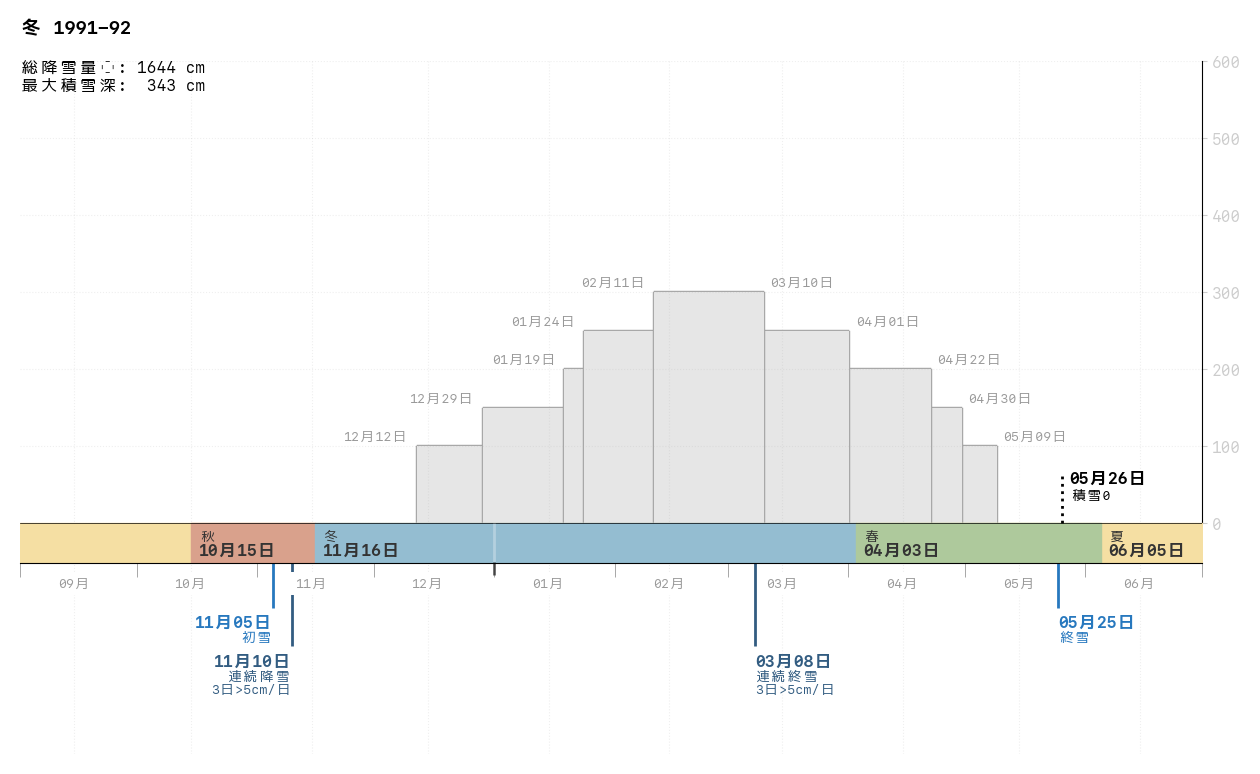 冬 1991–92
総降雪量: 1644 cm
最大積雪深: 343 cm
600
500
400
300
200
100
0
02月11日
03月10日
01月24日
04月01日
01月19日
04月22日
12月29日
04月30日
12月12日
05月09日
05月26日
積雪0
秋
10月15日
冬
11月16日
春
04月03日
夏
06月05日
09月
10月
11月
12月
01月
02月
03月
04月
05月
06月
11月05日
初雪
05月25日
終雪
11月10日
連続降雪
3日>5cm/日
03月08日
連続終雪
3日>5cm/日